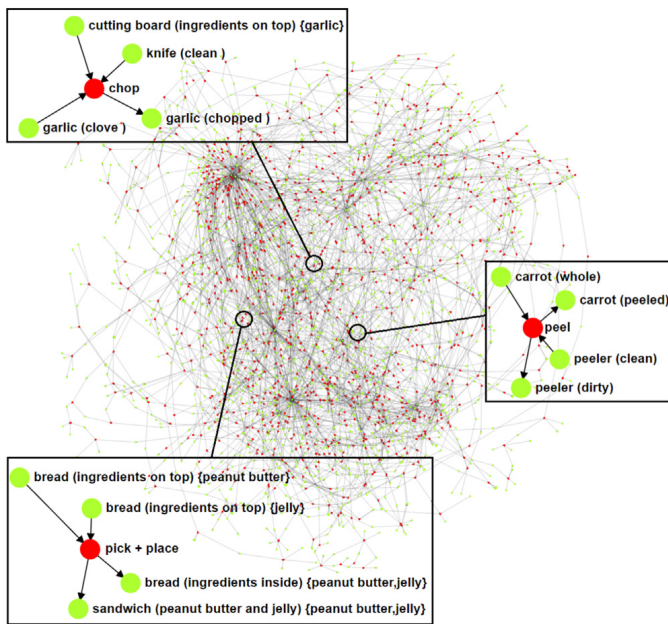 cutting board (ingredients on top) {garlic}
knife (clean )
chop
garlic (chopped )
garlic (clove )
carrot (whole)
carrot (peeled)
peel
peeler (clean)
peeler (dirty)
bread (ingredients on top) {peanut butter}
bread (ingredients on top) {jelly}
pick + place
bread (ingredients inside) {peanut butter,jelly}
sandwich (peanut butter and jelly) {peanut butter,jelly}